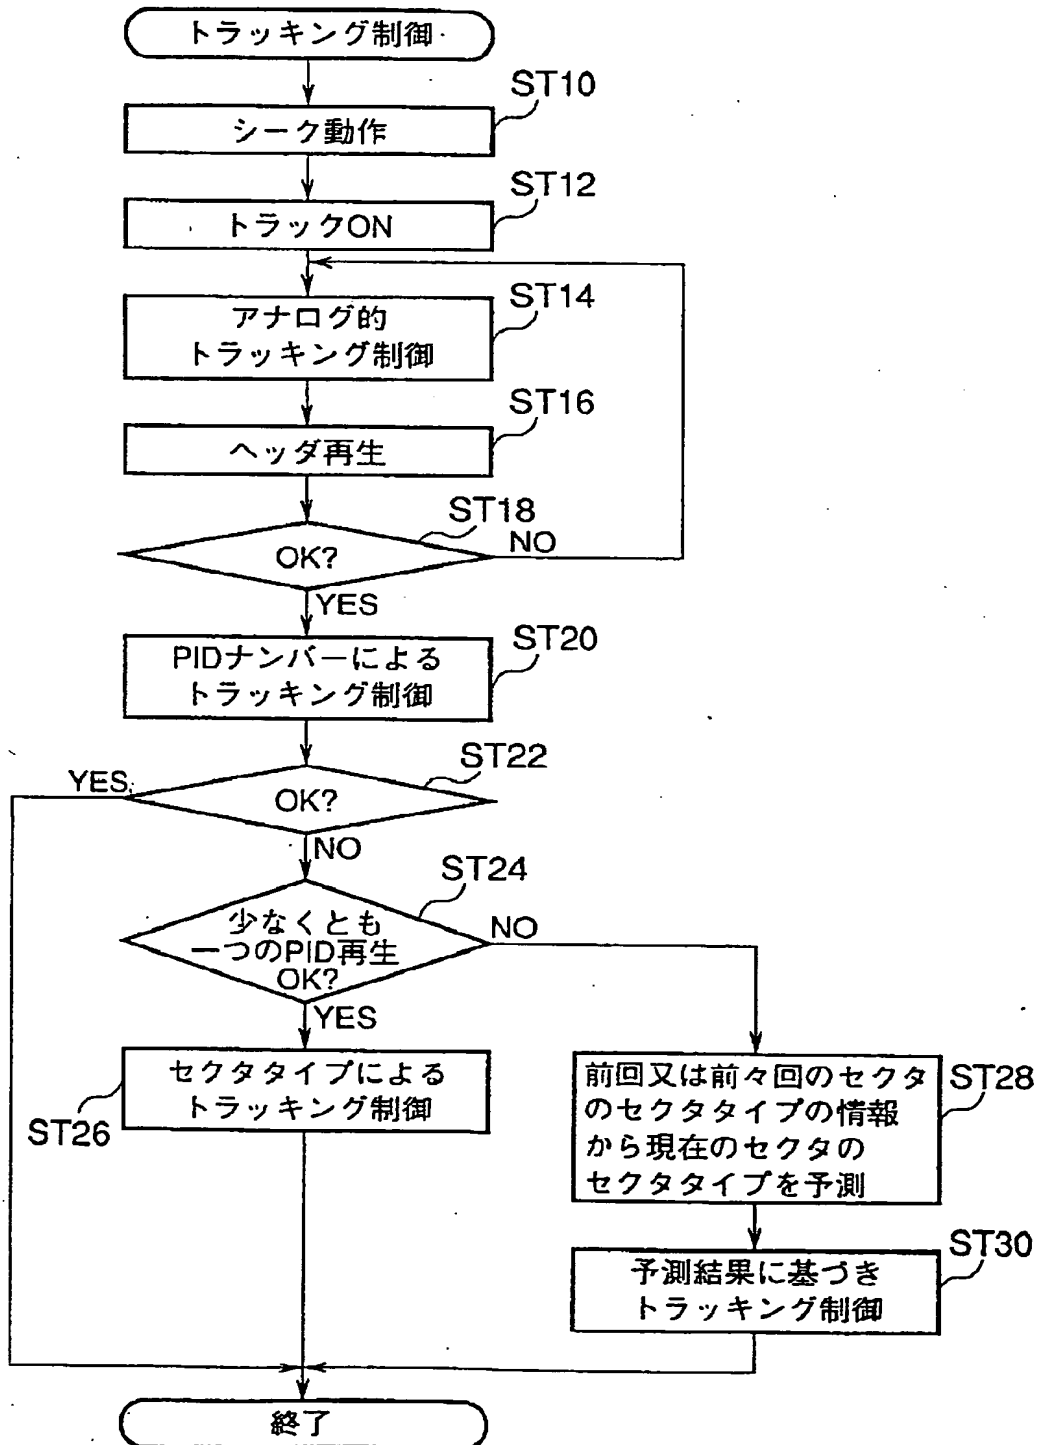 トラッキング制御
ST10
シーク動作
ST12
トラックON
ST14
アナログ的
トラッキング制御
ST16
ヘッダ再生
ST18
OK?
NO
YES
ST20
PIDナンバーによる
トラッキング制御
ST22
YES
OK?
NO
ST24
少なくとも
一つのPID再生
OK?
NO
YES
セクタタイプによる
トラッキング制御
ST26
前回又は前々回のセクタ
のセクタタイプの情報
から現在のセクタの
セクタタイプを予測
ST28
ST30
予測結果に基づき
トラッキング制御
終了